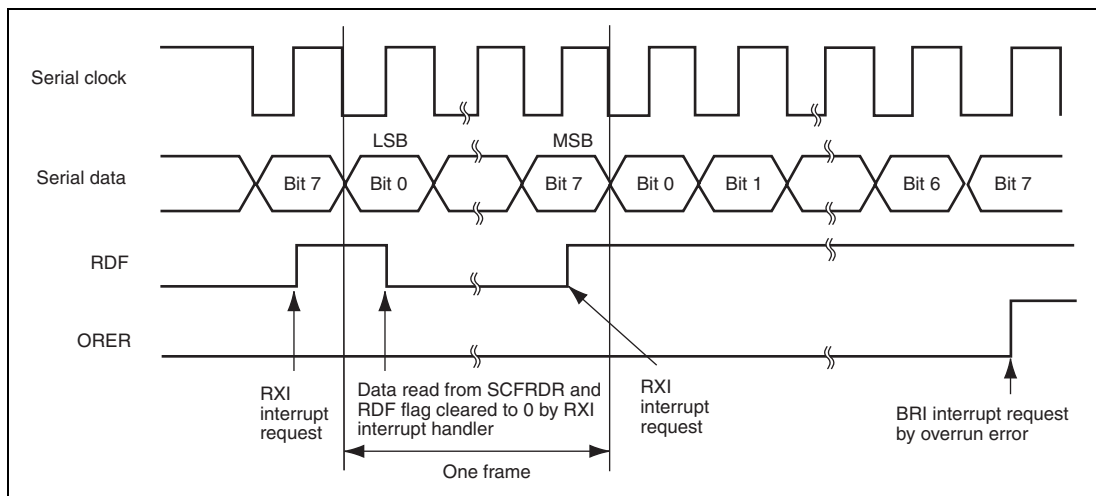 Serial clock
LSB
MSB
Serial data
Bit 7
Bit 0
Bit 7
Bit 0
Bit 1
Bit 6
Bit 7
RDF
ORER
RXI
interrupt
request
Data read from SCFRDR and
RDF flag cleared to 0 by RXI
interrupt handler
RXI
interrupt
request
BRI interrupt request
by overrun error
One frame